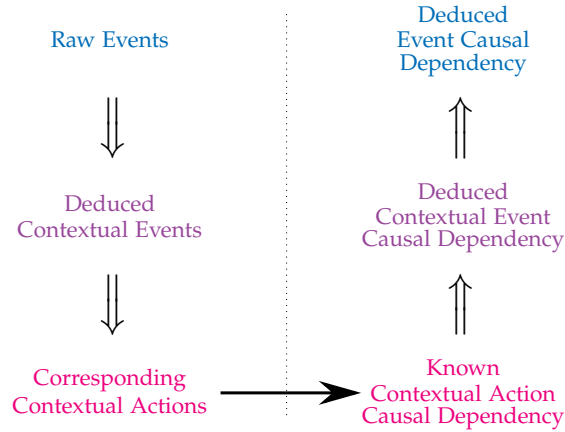 Raw Events
Deduced
Contextual Events
Corresponding
Contextual Actions
Deduced
Event Causal
Dependency
Deduced
Contextual Event
Causal Dependency
Known
Contextual Action
Causal Dependency